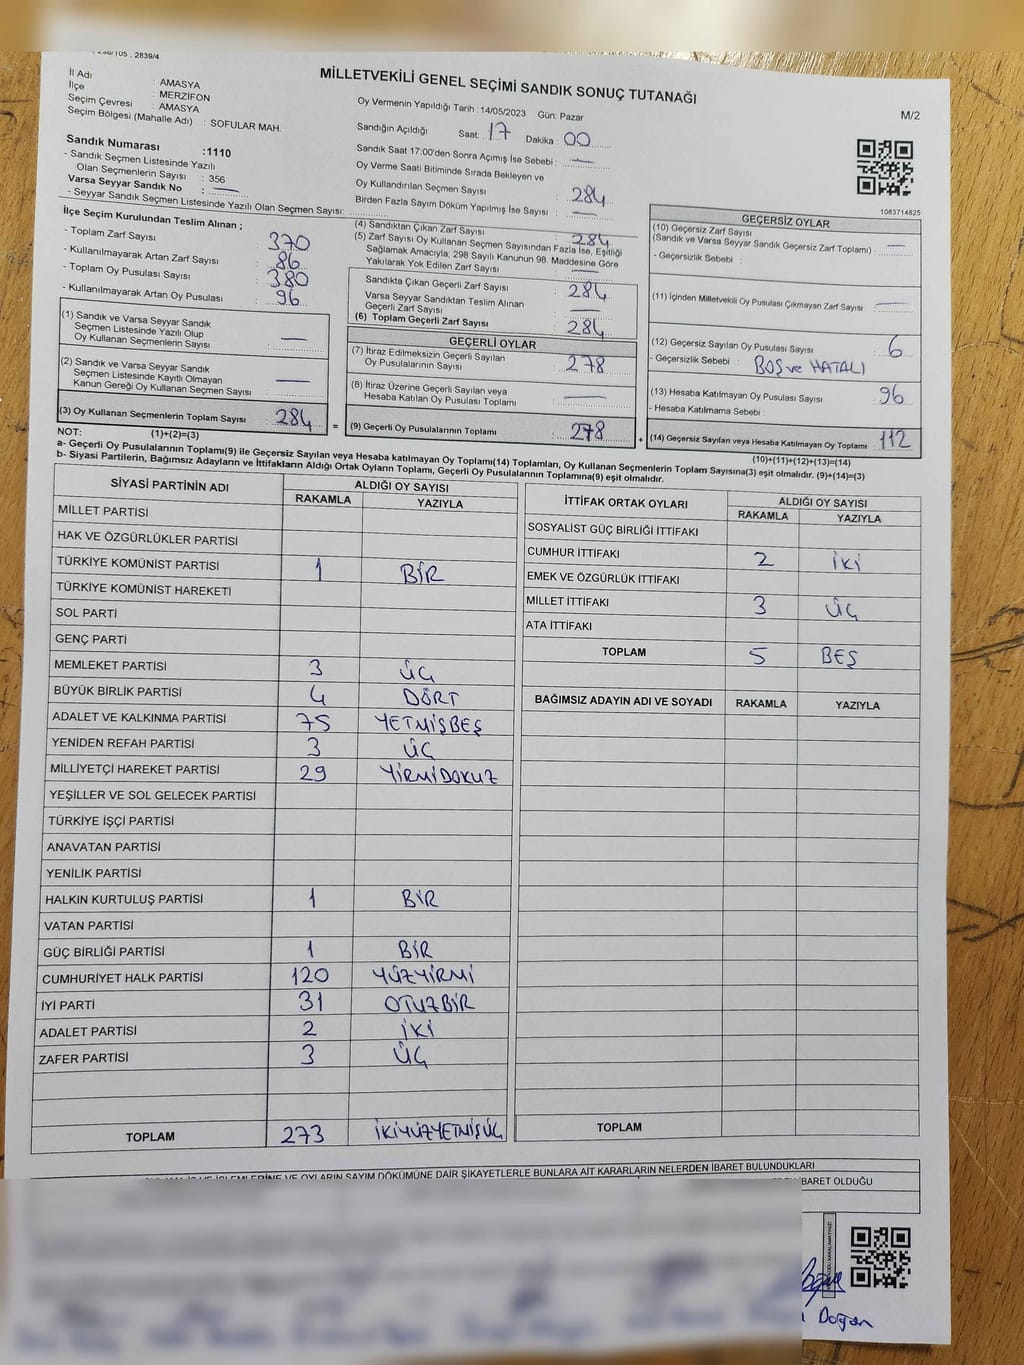 298/105 , 2839/4
MİLLETVEKİLİ GENEL SEÇİMİ SANDIK SONUÇ TUTANAĞI
M/2
İl Adı : AMASYA
İlçe : MERZİFON
Seçim Çevresi : AMASYA
Seçim Bölgesi (Mahalle Adı) : SOFULAR MAH.
Sandık Numarası :1110
- Sandık Seçmen Listesinde Yazılı
Olan Seçmenlerin Sayısı : 356
Varsa Seyyar Sandık No : —
- Seyyar Sandık Seçmen Listesinde Yazılı Olan Seçmen Sayısı:
Oy Vermenin Yapıldığı Tarih :14/05/2023 Gün: Pazar
Sandığın Açıldığı Saat: 17 Dakika : 00
Sandık Saat 17:00'den Sonra Açımış İse Sebebi : —
Oy Verme Saati Bitiminde Sırada Bekleyen ve
Oy Kullandırılan Seçmen Sayısı : 284
Birden Fazla Sayım Döküm Yapılmış İse Sayısı : —
1083714825
İlçe Seçim Kurulundan Teslim Alınan ;
- Toplam Zarf Sayısı : 370
- Kullanılmayarak Artan Zarf Sayısı : 86
- Toplam Oy Pusulası Sayısı : 380
- Kullanılmayarak Artan Oy Pusulası : 96
(1) Sandık ve Varsa Seyyar Sandık
Seçmen Listesinde Yazılı Olup
Oy Kullanan Seçmenlerin Sayısı : —
(2) Sandık ve Varsa Seyyar Sandık
Seçmen Listesinde Kayıtlı Olmayan
Kanun Gereği Oy Kullanan Seçmen Sayısı : —
(3) Oy Kullanan Seçmenlerin Toplam Sayısı : 284
(1)+(2)=(3)
(4) Sandıktan Çıkan Zarf Sayısı : 284
(5) Zarf Sayısı Oy Kullanan Seçmen Sayısından Fazla İse, Eşitliği
Sağlamak Amacıyla; 298 Sayılı Kanunun 98. Maddesine Göre
Yakılarak Yok Edilen Zarf Sayısı : —
Sandıkta Çıkan Geçerli Zarf Sayısı : 284
Varsa Seyyar Sandıktan Teslim Alınan
Geçerli Zarf Sayısı : —
(6) Toplam Geçerli Zarf Sayısı : 284
GEÇERLİ OYLAR
(7) İtiraz Edilmeksizin Geçerli Sayılan
Oy Pusulalarının Sayısı : 278
(8) İtiraz Üzerine Geçerli Sayılan veya
Hesaba Katılan Oy Pusulası Toplamı : —
= (9) Geçerli Oy Pusulalarının Toplamı : 278 +
GEÇERSİZ OYLAR
(10) Geçersiz Zarf Sayısı
(Sandık ve Varsa Seyyar Sandık Geçersiz Zarf Toplamı) : —
- Geçersizlik Sebebi :
(11) İçinden Milletvekili Oy Pusulası Çıkmayan Zarf Sayısı : —
(12) Geçersiz Sayılan Oy Pusulası Sayısı : 6
- Geçersizlik Sebebi : BOŞ ve HATALI
(13) Hesaba Katılmayan Oy Pusulası Sayısı : 96
- Hesaba Katılmama Sebebi :
(14) Geçersiz Sayılan veya Hesaba Katılmayan Oy Toplamı : 112
(10)+(11)+(12)+(13)=(14)
NOT:
a- Geçerli Oy Pusulaları(9) ile Geçersiz Sayılan veya Hesaba katılmayan Oy Toplamı(14) Toplamları, Oy Kullanan Seçmenlerin Toplam Sayısına(3) eşit olmalıdır. (9)+(14)=(3)
b- Siyasi Partilerin, Bağımsız Adayların ve İttifakların Aldığı Ortak Oyların Toplamı, Geçerli Oy Pusulalarının Toplamına(9) eşit olmalıdır.
SİYASİ PARTİNİN ADI ALDIĞI OY SAYISI
RAKAMLA YAZIYLA
MİLLET PARTİSİ
HAK VE ÖZGÜRLÜKLER PARTİSİ
TÜRKİYE KOMÜNİST PARTİSİ 1 BİR
TÜRKİYE KOMÜNİST HAREKETİ
SOL PARTİ
GENÇ PARTİ
MEMLEKET PARTİSİ 3 ÜÇ
BÜYÜK BİRLİK PARTİSİ 4 DÖRT
ADALET VE KALKINMA PARTİSİ 75 YETMİŞBEŞ
YENİDEN REFAH PARTİSİ 3 ÜÇ
MİLLİYETÇİ HAREKET PARTİSİ 29 YİRMİDOKUZ
YEŞİLLER VE SOL GELECEK PARTİSİ
TÜRKİYE İŞÇİ PARTİSİ
ANAVATAN PARTİSİ
YENİLİK PARTİSİ
HALKIN KURTULUŞ PARTİSİ 1 BİR
VATAN PARTİSİ
GÜÇ BİRLİĞİ PARTİSİ 1 BİR
CUMHURİYET HALK PARTİSİ 120 YÜZYİRMİ
İYİ PARTİ 31 OTUZBİR
ADALET PARTİSİ 2 İKİ
ZAFER PARTİSİ 3 ÜÇ
TOPLAM 273 İKİYÜZYETMİŞÜÇ
İTTİFAK ORTAK OYLARI ALDIĞI OY SAYISI
RAKAMLA YAZIYLA
SOSYALİST GÜÇ BİRLİĞİ İTTİFAKI
CUMHUR İTTİFAKI 2 İKİ
EMEK VE ÖZGÜRLÜK İTTİFAKI
MİLLET İTTİFAKI 3 ÜÇ
ATA İTTİFAKI
TOPLAM 5 BEŞ
BAĞIMSIZ ADAYIN ADI VE SOYADI RAKAMLA YAZIYLA
TOPLAM
İŞLEMLERİNE VE OYLARIN SAYIM DÖKÜMÜNE DAİR ŞİKAYETLERLE BUNLARA AİT KARARLARIN NELERDEN İBARET BULUNDUKLARI
İBARET OLDUĞU
Doğan